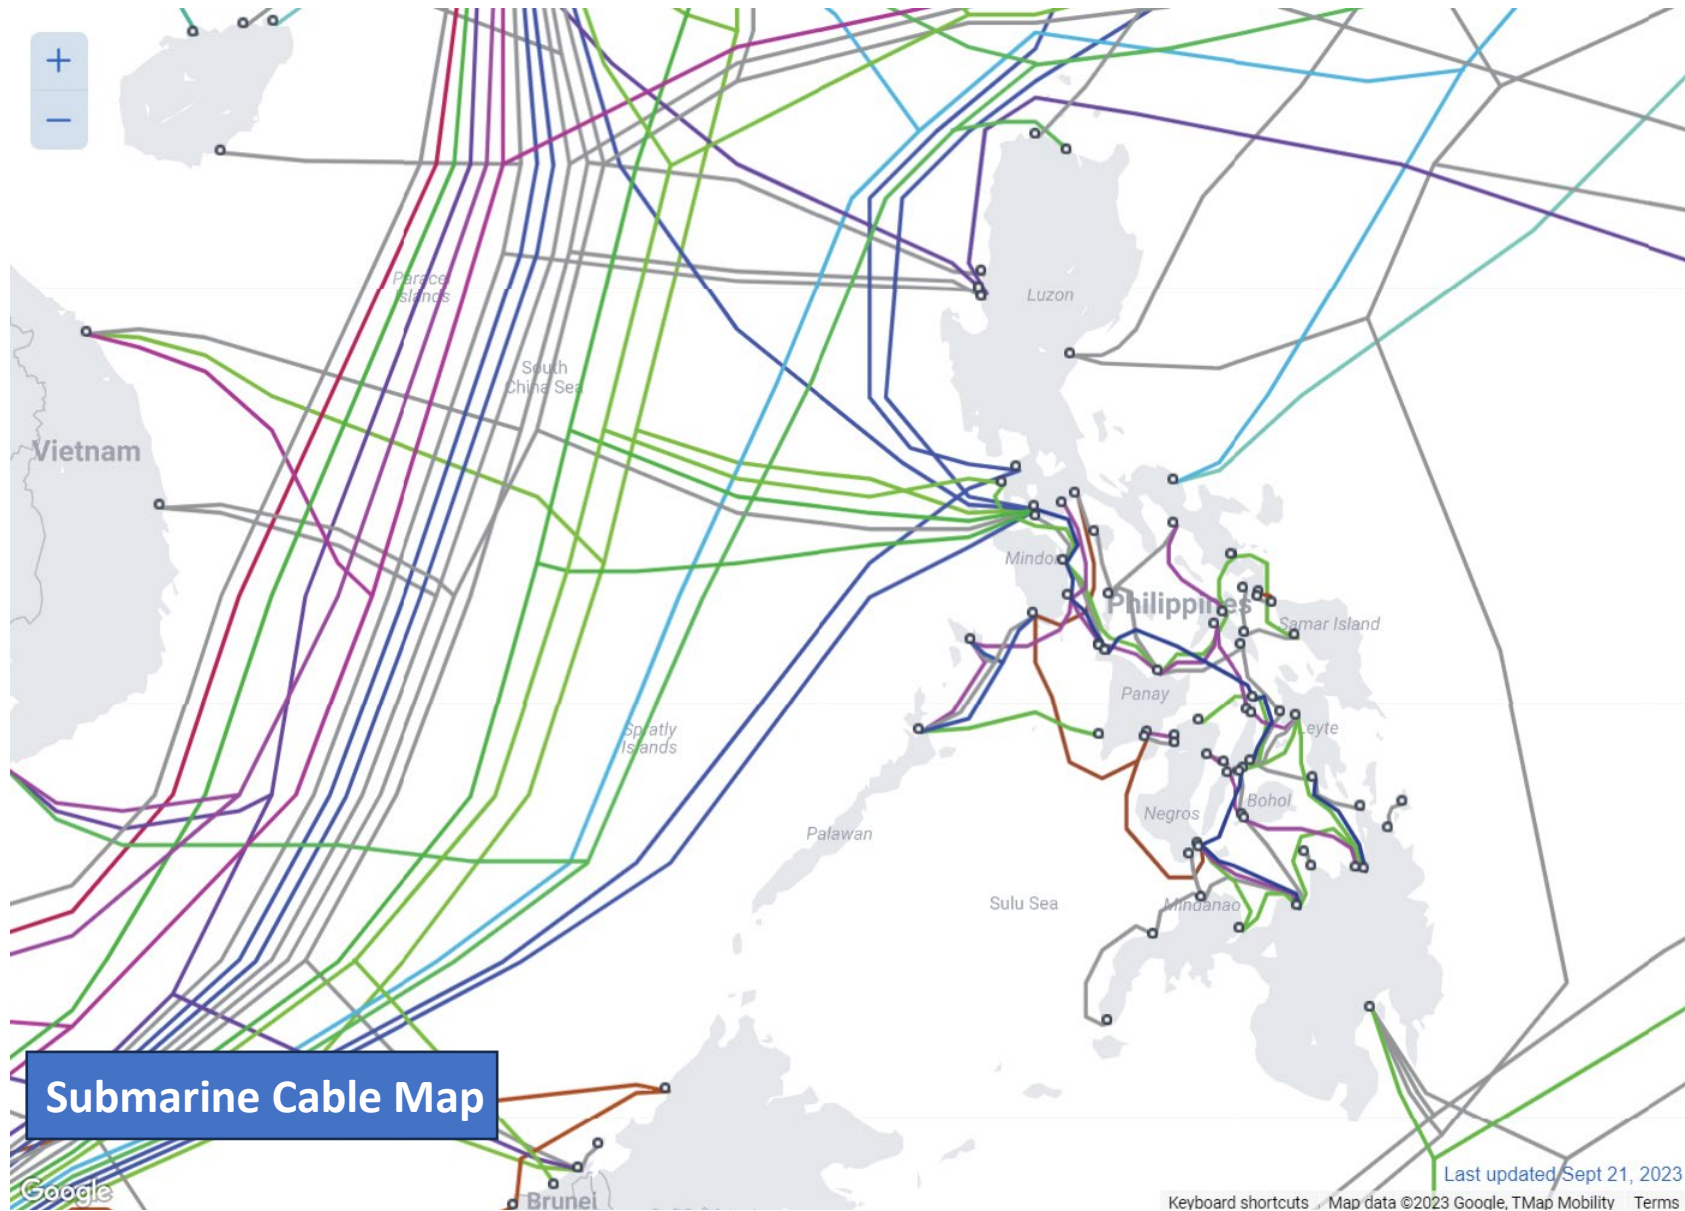 +
−
Paracel
Islands
Luzon
South
China Sea
Vietnam
Mindoro
Philippines
Samar Island
Panay
Leyte
Spratly
Islands
Bohol
Negros
Palawan
Sulu Sea
Mindanao
Submarine Cable Map
Last updated Sept 21, 2023
Google
Brunei
Keyboard shortcuts
Map data ©2023 Google, TMap Mobility
Terms